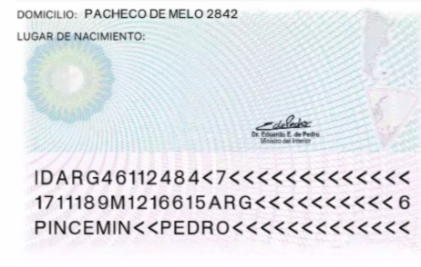 DOMICILIO: PACHECO DE MELO 2842
LUGAR DE NACIMIENTO:
Dr. Eduardo E. de Pedro
Ministro del Interior
IDARG46112484<7<<<<<<<<<<<<<<<
1711189M1216615ARG<<<<<<<<<<6
PINCEMIN<<PEDRO<<<<<<<<<<<<<